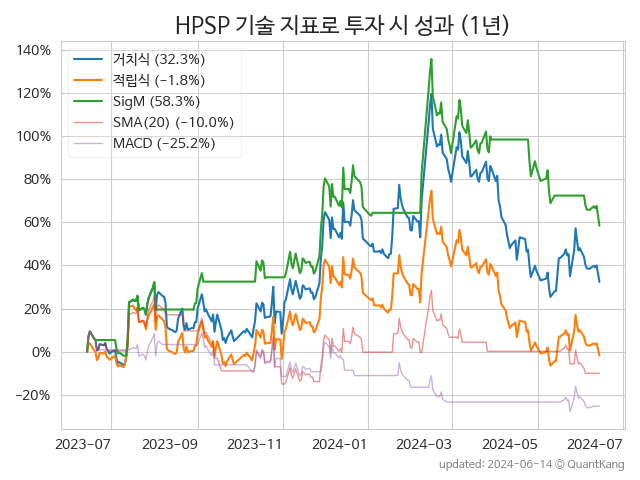 HPSP 기술 지표로 투자 시 성과 (1년)
140%
120%
100%
80%
60%
40%
20%
0%
−20%
거치식 (32.3%)
적립식 (−1.8%)
SigM (58.3%)
SMA(20) (−10.0%)
MACD (−25.2%)
2023-07 2023-09 2023-11 2024-01 2024-03 2024-05 2024-07
updated: 2024-06-14 © QuantKang